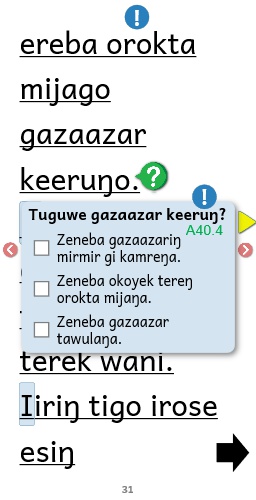 ereba orokta
mijago
gazaazar
keeruŋo.
?
Tuguwe gazaazar keeruŋ?
A40.4
Zeneba gazaazariŋ
mirmir gi kamreŋa.
Zeneba okoyek tereŋ
orokta mijaŋa.
Zeneba gazaazar
tawulaŋa.
terek wani.
Iiriŋ tigo irose
esiŋ
31